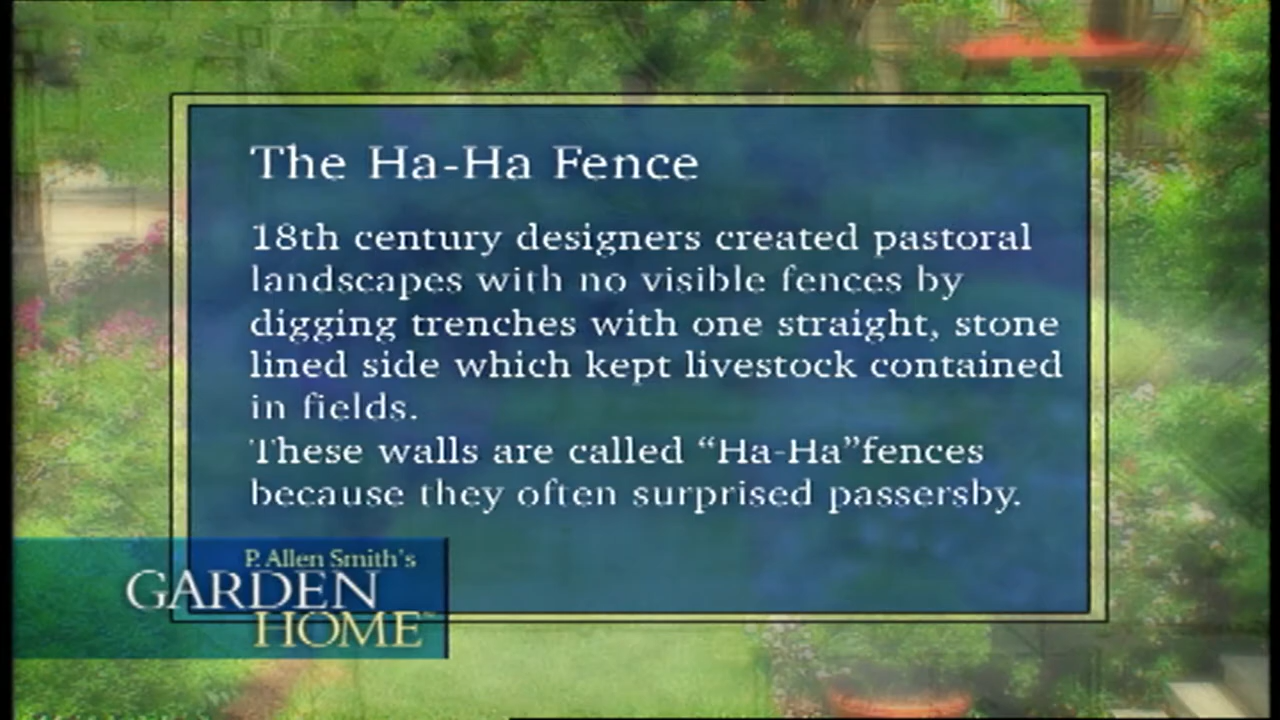 The Ha-Ha Fence
18th century designers created pastoral
landscapes with no visible fences by
digging trenches with one straight, stone
lined side which kept livestock contained
in fields.
These walls are called “Ha-Ha”fences
because they often surprised passersby.
P. Allen Smith's
GARDEN
HOME